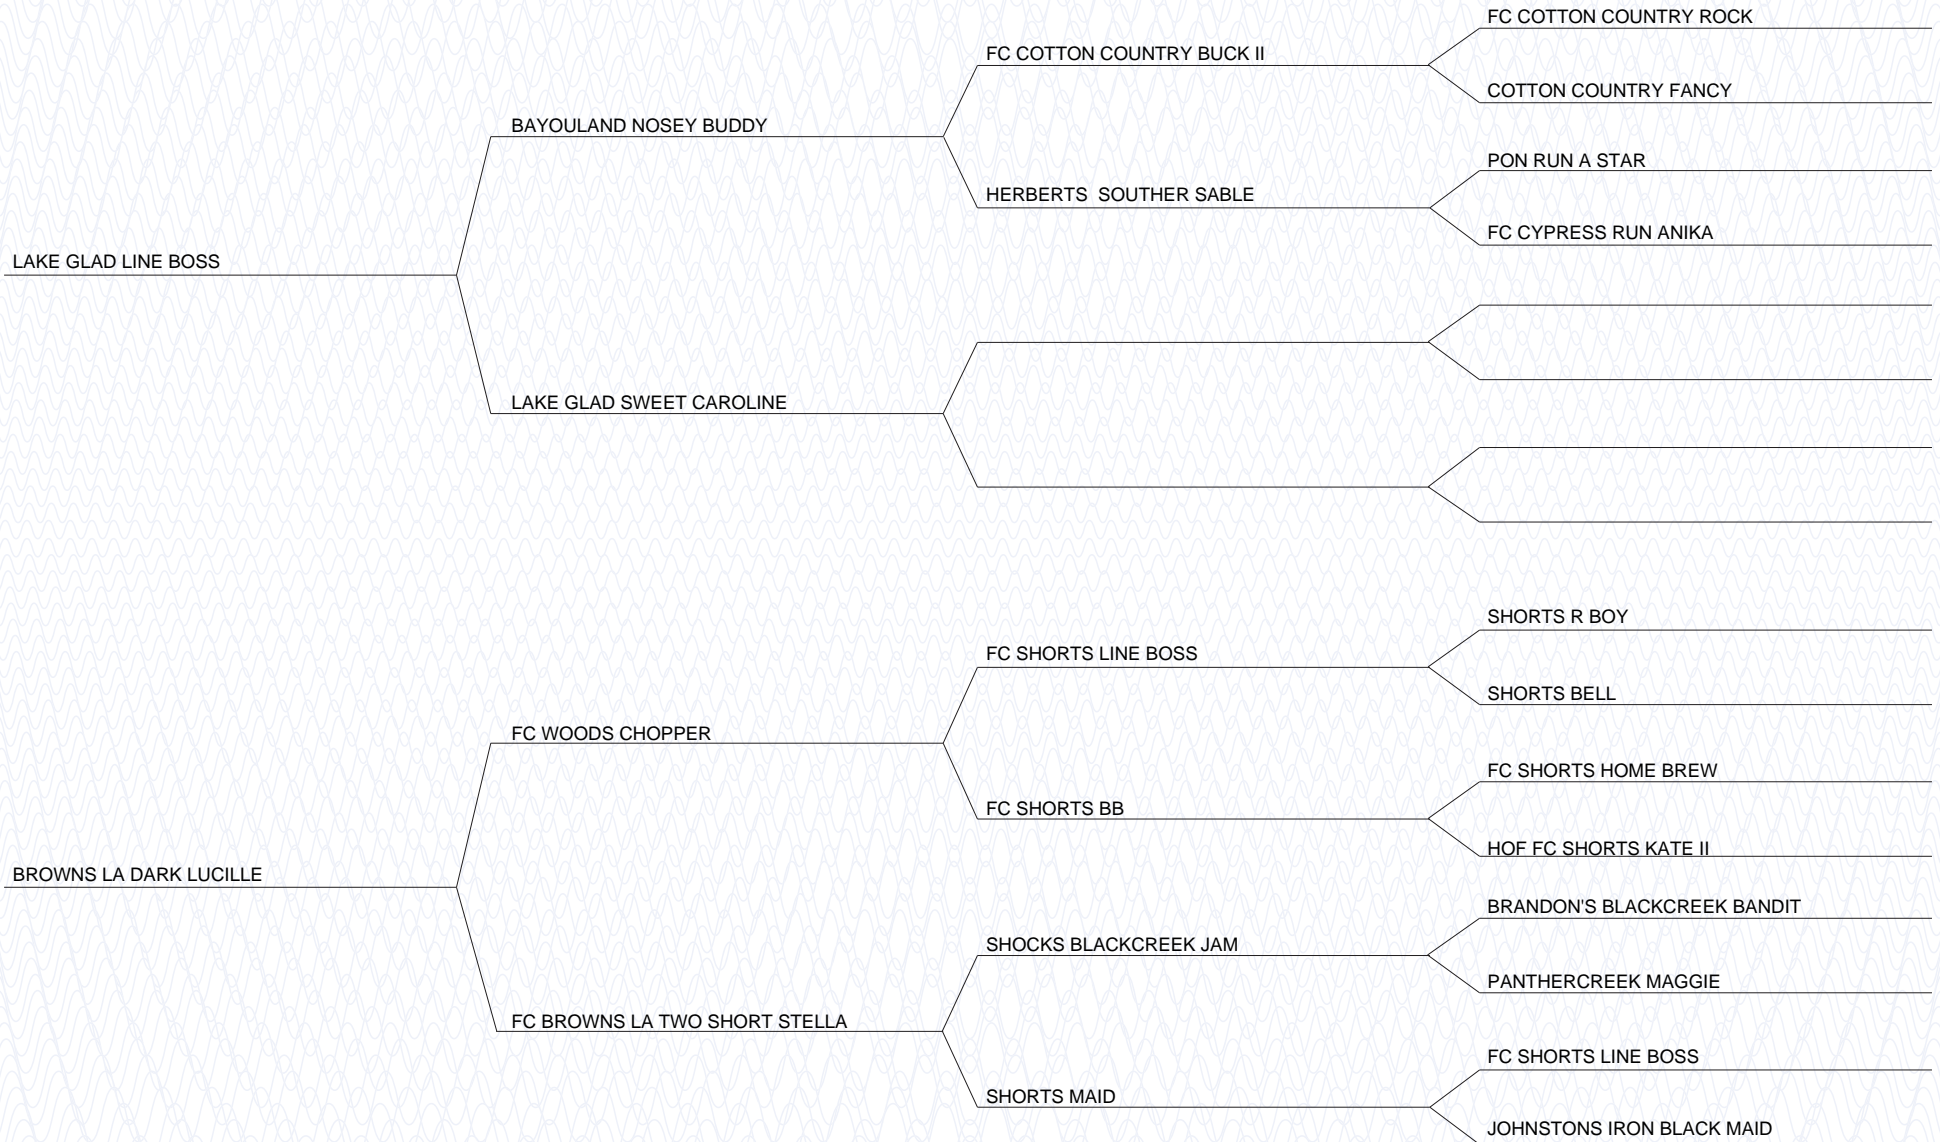 FC COTTON COUNTRY ROCK
FC COTTON COUNTRY BUCK II
COTTON COUNTRY FANCY
BAYOULAND NOSEY BUDDY
PON RUN A STAR
HERBERTS  SOUTHER SABLE
FC CYPRESS RUN ANIKA
LAKE GLAD LINE BOSS
LAKE GLAD SWEET CAROLINE
SHORTS R BOY
FC SHORTS LINE BOSS
SHORTS BELL
FC WOODS CHOPPER
FC SHORTS HOME BREW
FC SHORTS BB
HOF FC SHORTS KATE II
BROWNS LA DARK LUCILLE
BRANDON'S BLACKCREEK BANDIT
SHOCKS BLACKCREEK JAM
PANTHERCREEK MAGGIE
FC BROWNS LA TWO SHORT STELLA
FC SHORTS LINE BOSS
SHORTS MAID
JOHNSTONS IRON BLACK MAID